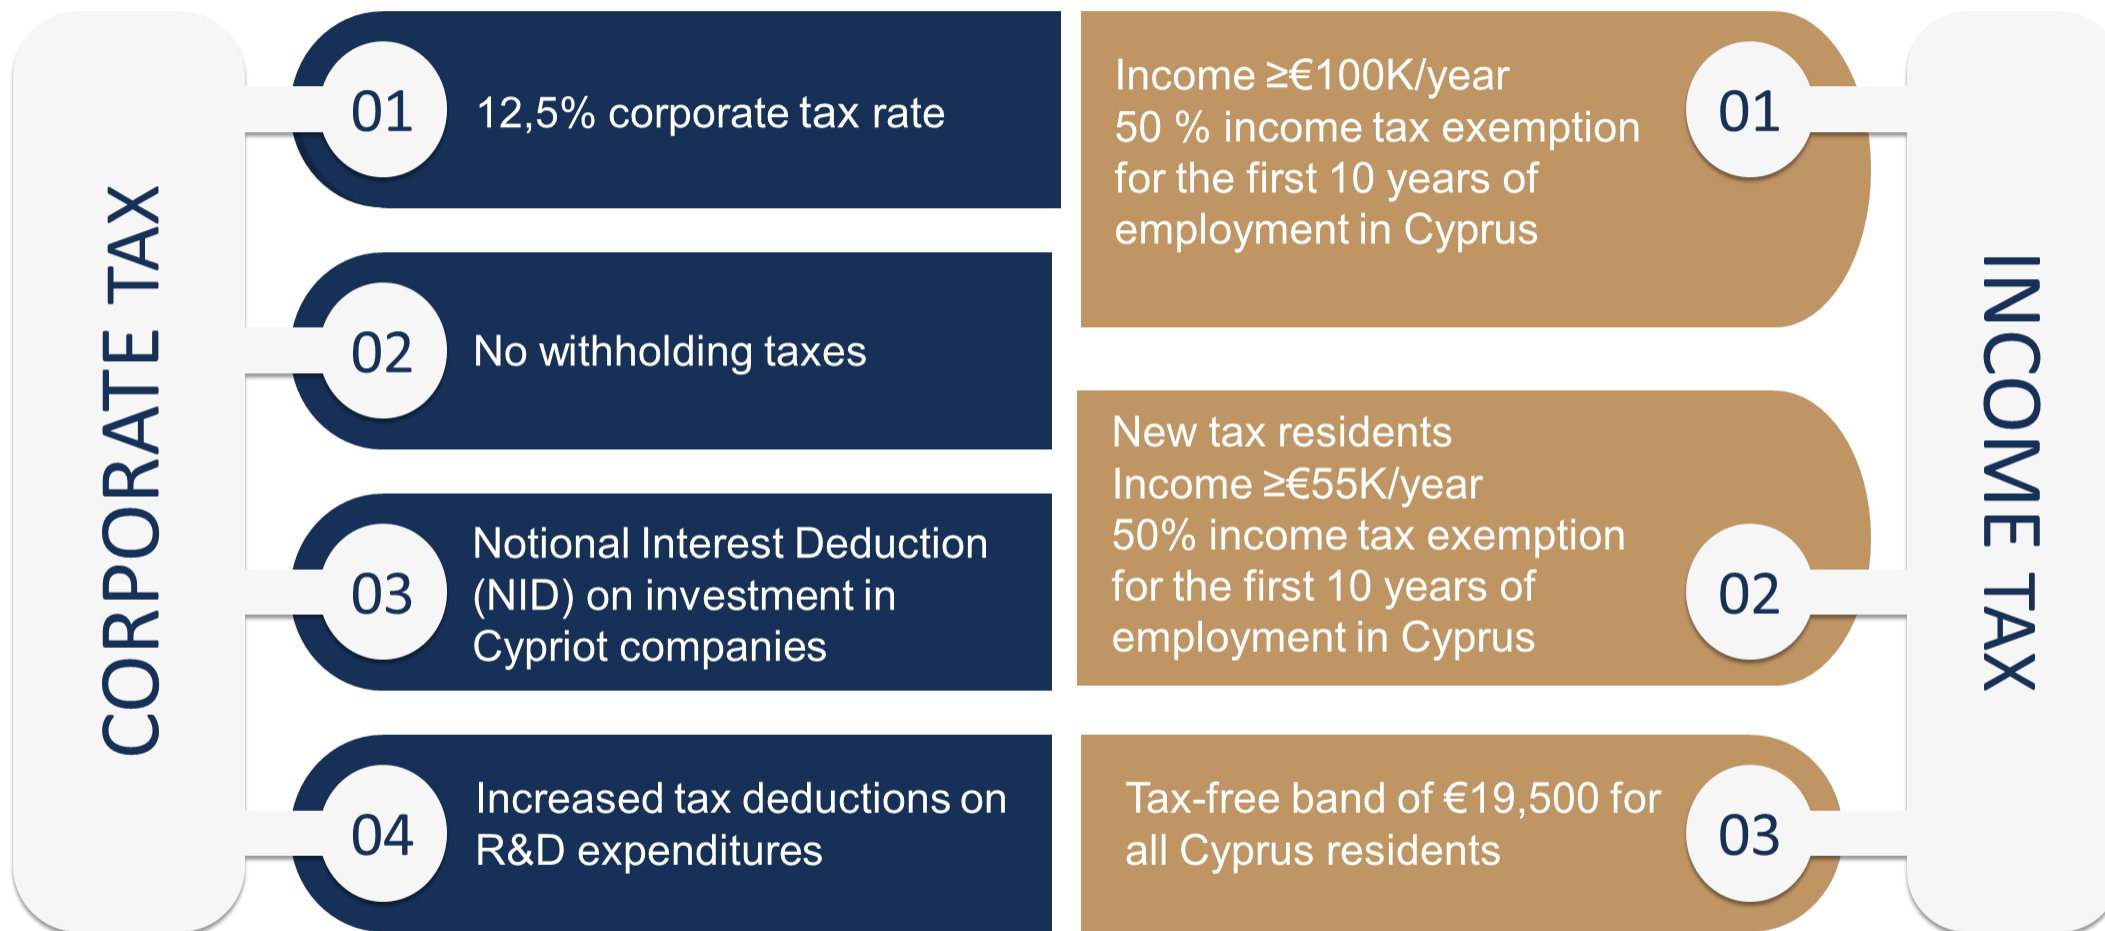 CORPORATE TAX
01
12,5% corporate tax rate
02
No withholding taxes
03
Notional Interest Deduction
(NID) on investment in
Cypriot companies
04
Increased tax deductions on
R&D expenditures
Income ≥€100K/year
50 % income tax exemption
for the first 10 years of
employment in Cyprus
01
New tax residents
Income ≥€55K/year
50% income tax exemption
for the first 10 years of
employment in Cyprus
02
Tax-free band of €19,500 for
all Cyprus residents
03
INCOME TAX